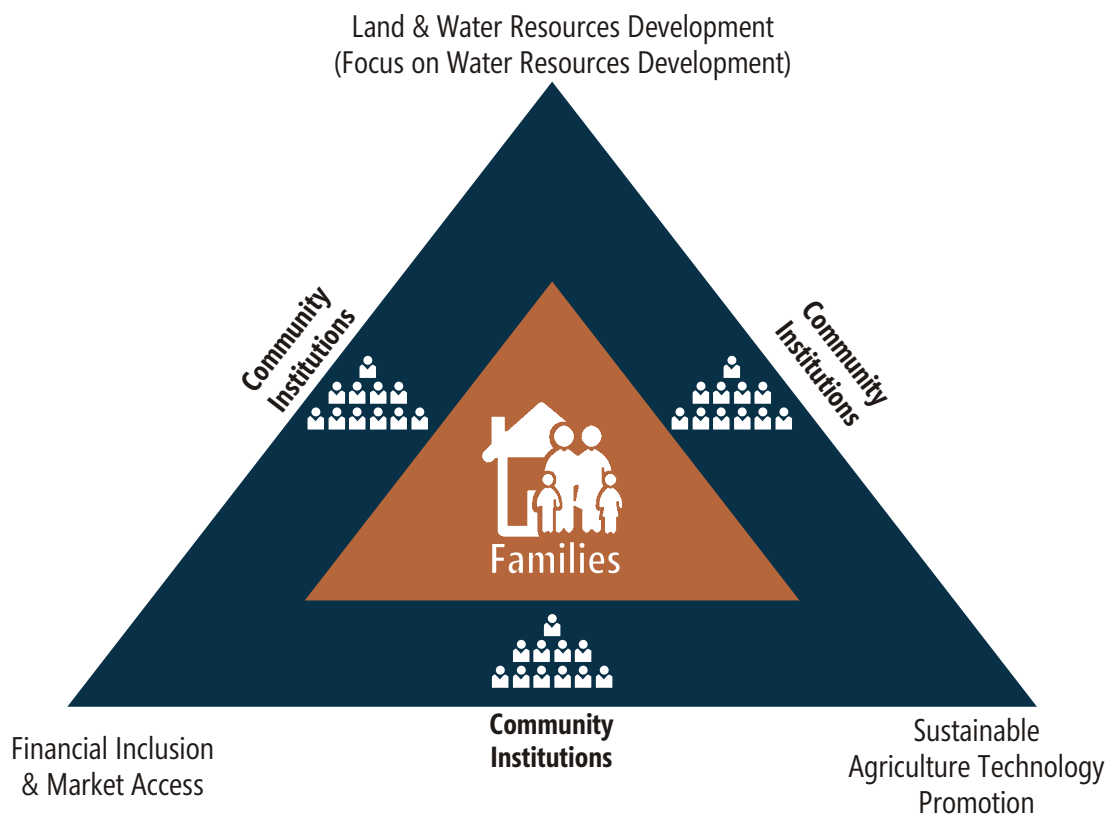 Land & Water Resources Development
(Focus on Water Resources Development)
Community
Institutions
Community
Institutions
Families
Community
Institutions
Financial Inclusion
& Market Access
Sustainable
Agriculture Technology
Promotion